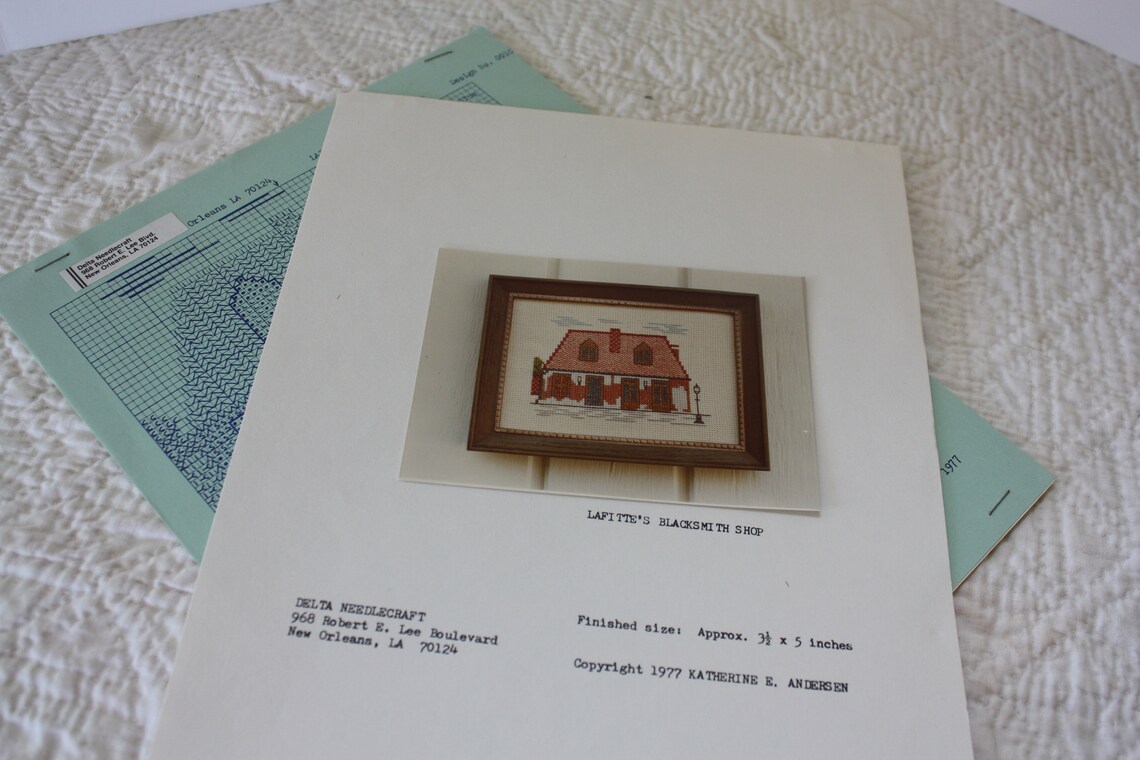 Design No. 
Orleans LA 70124
Delta Needlecraft
968 Robert E. Lee Blvd.
New Orleans, LA 70124
1977
LAFITTE'S BLACKSMITH SHOP
DELTA NEEDLECRAFT
968 Robert E. Lee Boulevard
New Orleans, LA 70124
Finished size: Approx. 3½ x 5 inches
Copyright 1977 KATHERINE E. ANDERSEN